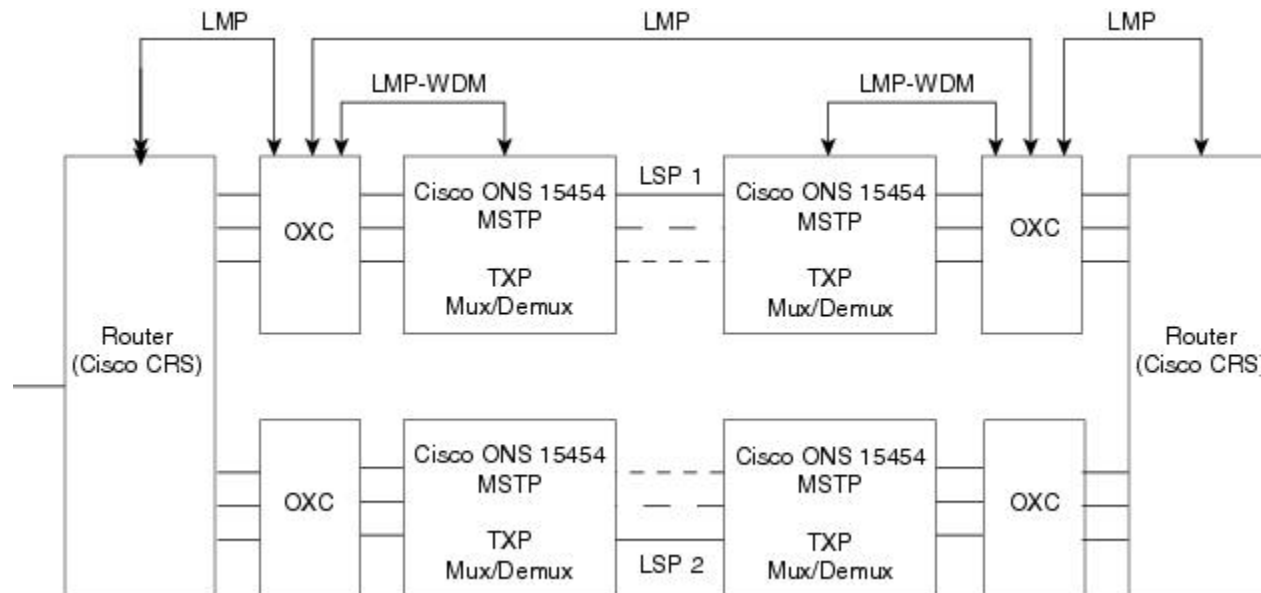 LMP
LMP
LMP
LMP-WDM
LMP-WDM
Router
(Cisco CRS)
OXC
Cisco ONS 15454
MSTP
TXP
Mux/Demux
LSP 1
Cisco ONS 15454
MSTP
TXP
Mux/Demux
OXC
Router
(Cisco CRS)
OXC
Cisco ONS 15454
MSTP
TXP
Mux/Demux
LSP 2
Cisco ONS 15454
MSTP
TXP
Mux/Demux
OXC